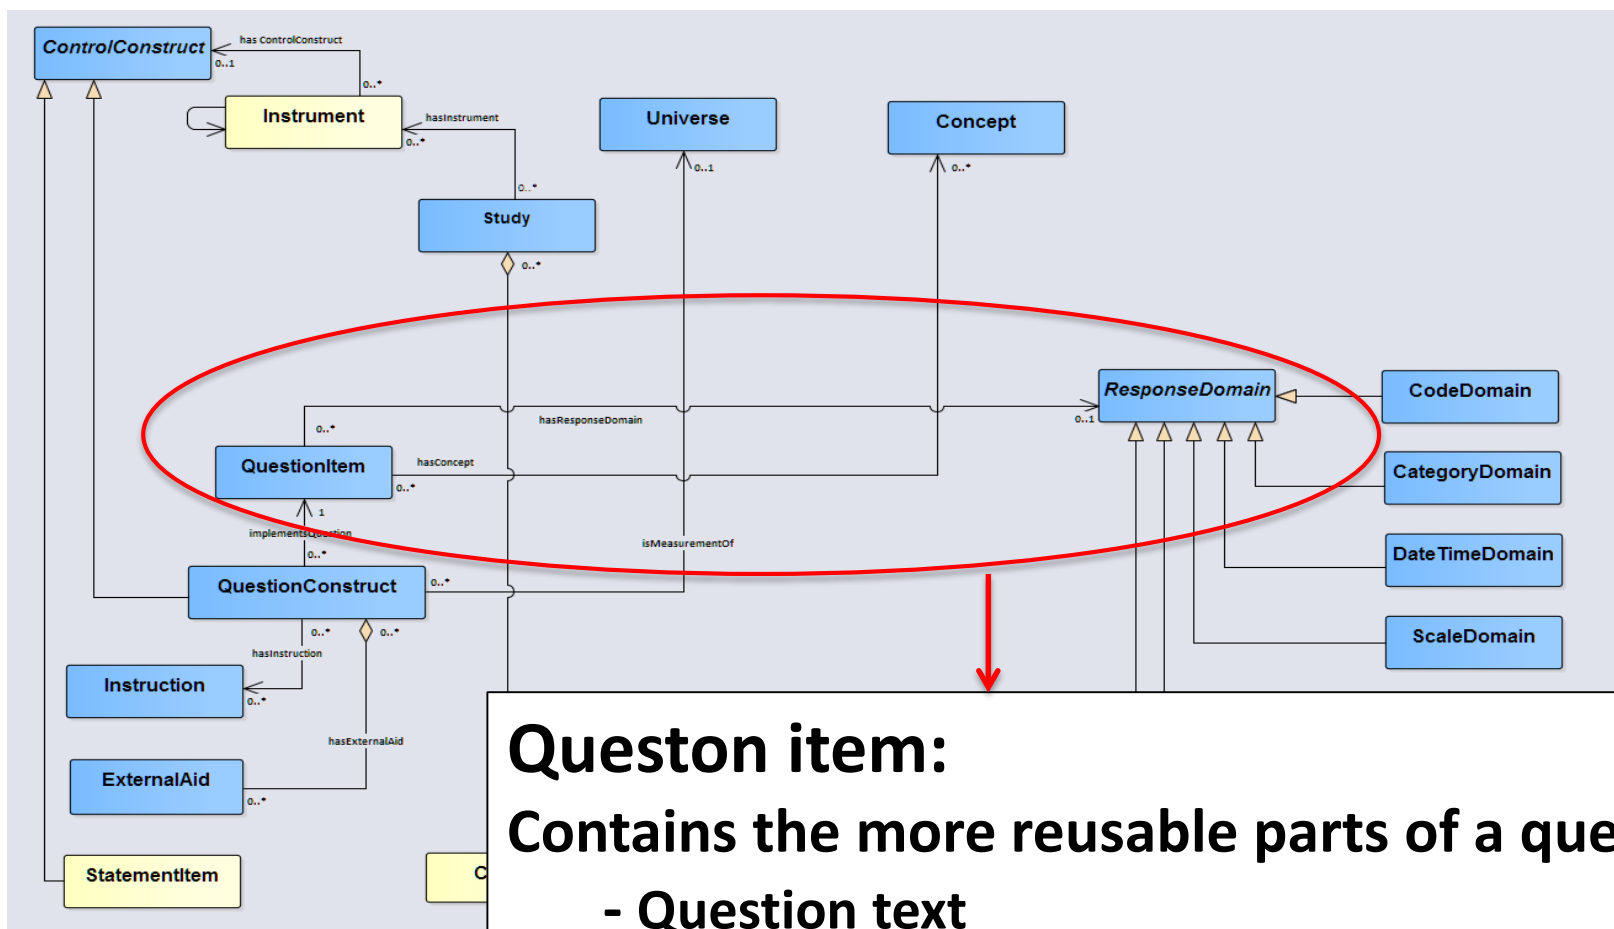 ControlConstruct
has ControlConstruct
0..1
0..*
Instrument
hasInstrument
0..*
0..*
Study
0..*
Universe
0..1
Concept
0..*
ResponseDomain
0..1
CodeDomain
hasResponseDomain
0..*
QuestionItem
hasConcept
0..*
CategoryDomain
1
implementsQuestion
0..*
isMeasurementOf
DateTimeDomain
QuestionConstruct
0..*
0..*
0..*
hasInstruction
ScaleDomain
Instruction
0..*
hasExternalAid
ExternalAid
0..*
StatementItem
C
Queston item:
Contains the more reusable parts of a que
- Question text